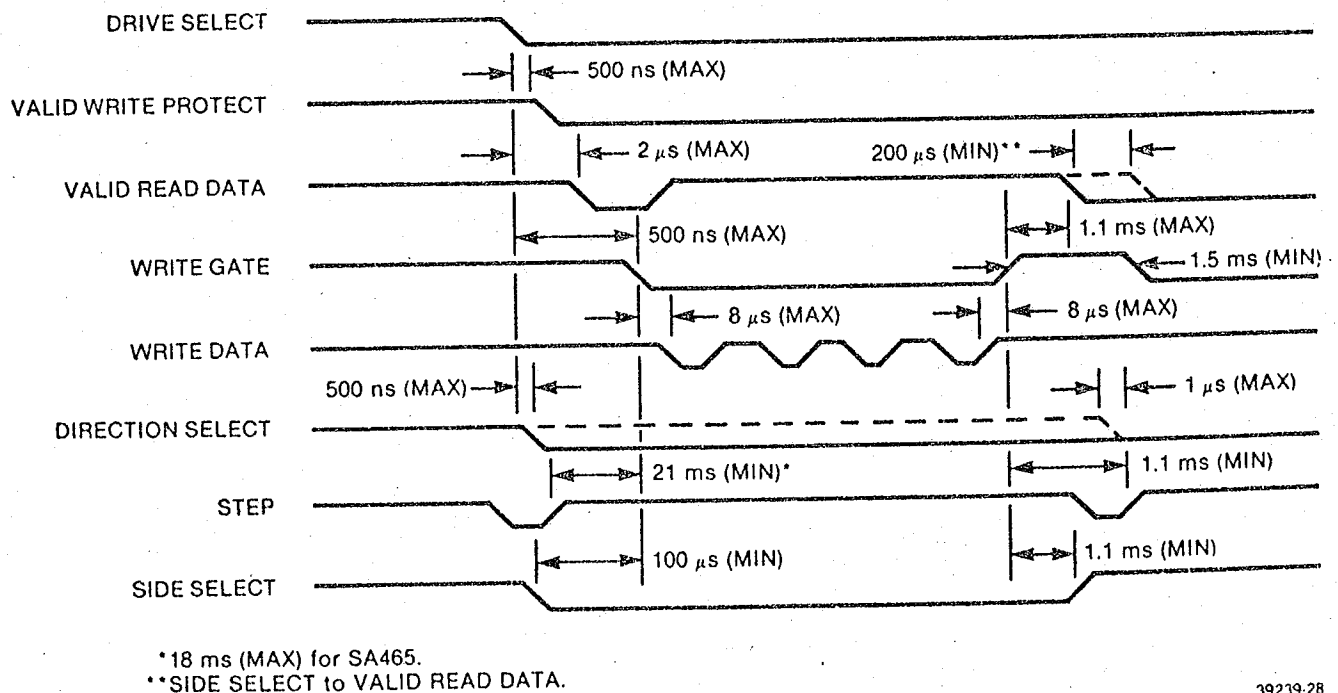 DRIVE SELECT
500 ns (MAX)
VALID WRITE PROTECT
2 μs (MAX)
200 μs (MIN)**
VALID READ DATA
500 ns (MAX)
1.1 ms (MAX)
WRITE GATE
1.5 ms (MIN)
8 μs (MAX)
8 μs (MAX)
WRITE DATA
500 ns (MAX)
1 μs (MAX)
DIRECTION SELECT
21 ms (MIN)*
1.1 ms (MIN)
STEP
100 μs (MIN)
1.1 ms (MIN)
SIDE SELECT
*18 ms (MAX) for SA465.
**SIDE SELECT to VALID READ DATA.
39239-28